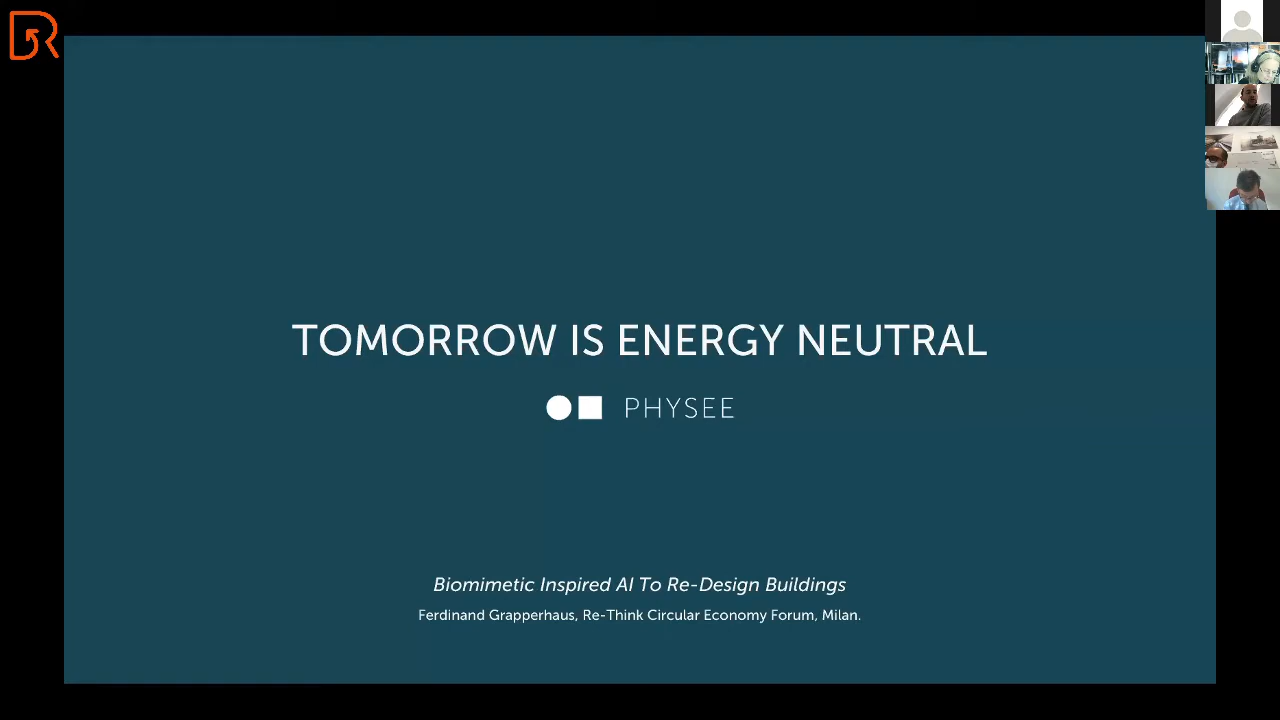 TOMORROW IS ENERGY NEUTRAL
PHYSEE
Biomimetic Inspired AI To Re-Design Buildings
Ferdinand Grapperhaus, Re-Think Circular Economy Forum, Milan.